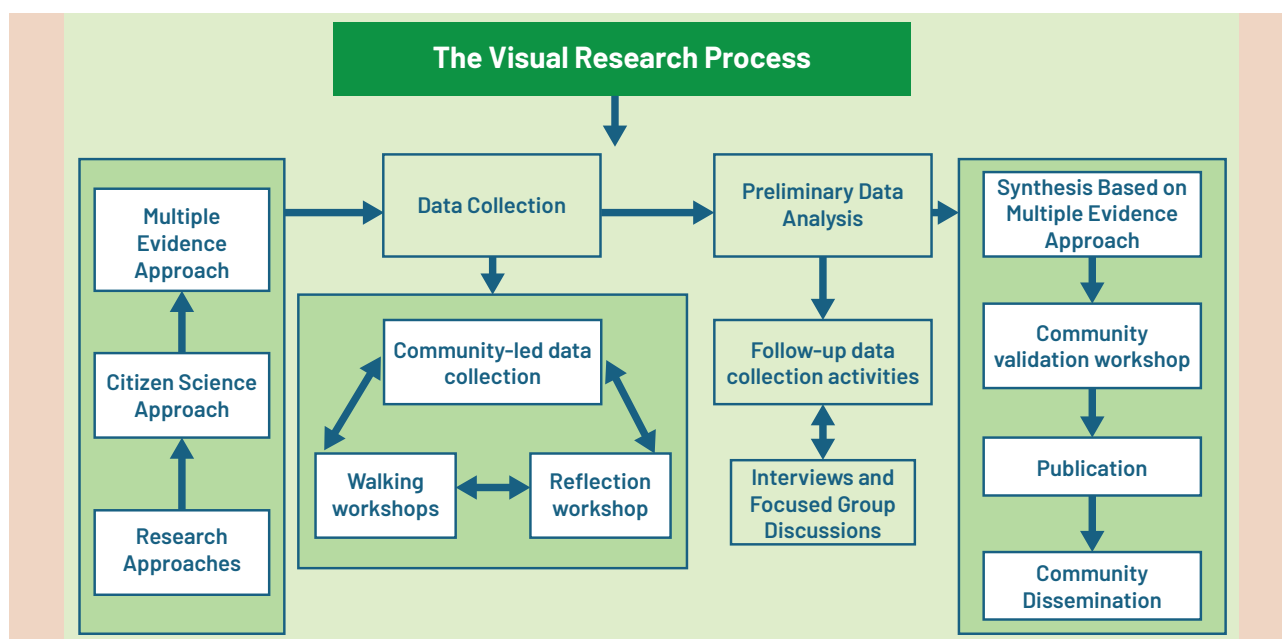 The Visual Research Process
Multiple
Evidence
Approach
Citizen Science
Approach
Research
Approaches
Data Collection
Community-led data
collection
Walking
workshops
Reflection
workshop
Preliminary Data
Analysis
Follow-up data
collection activities
Interviews and
Focused Group
Discussions
Synthesis Based on
Multiple Evidence
Approach
Community
validation workshop
Publication
Community
Dissemination